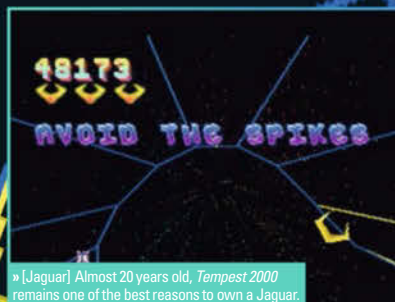 48173
AVOID THE SPIKES
» [Jaguar] Almost 20 years old, Tempest 2000
remains one of the best reasons to own a Jaguar.